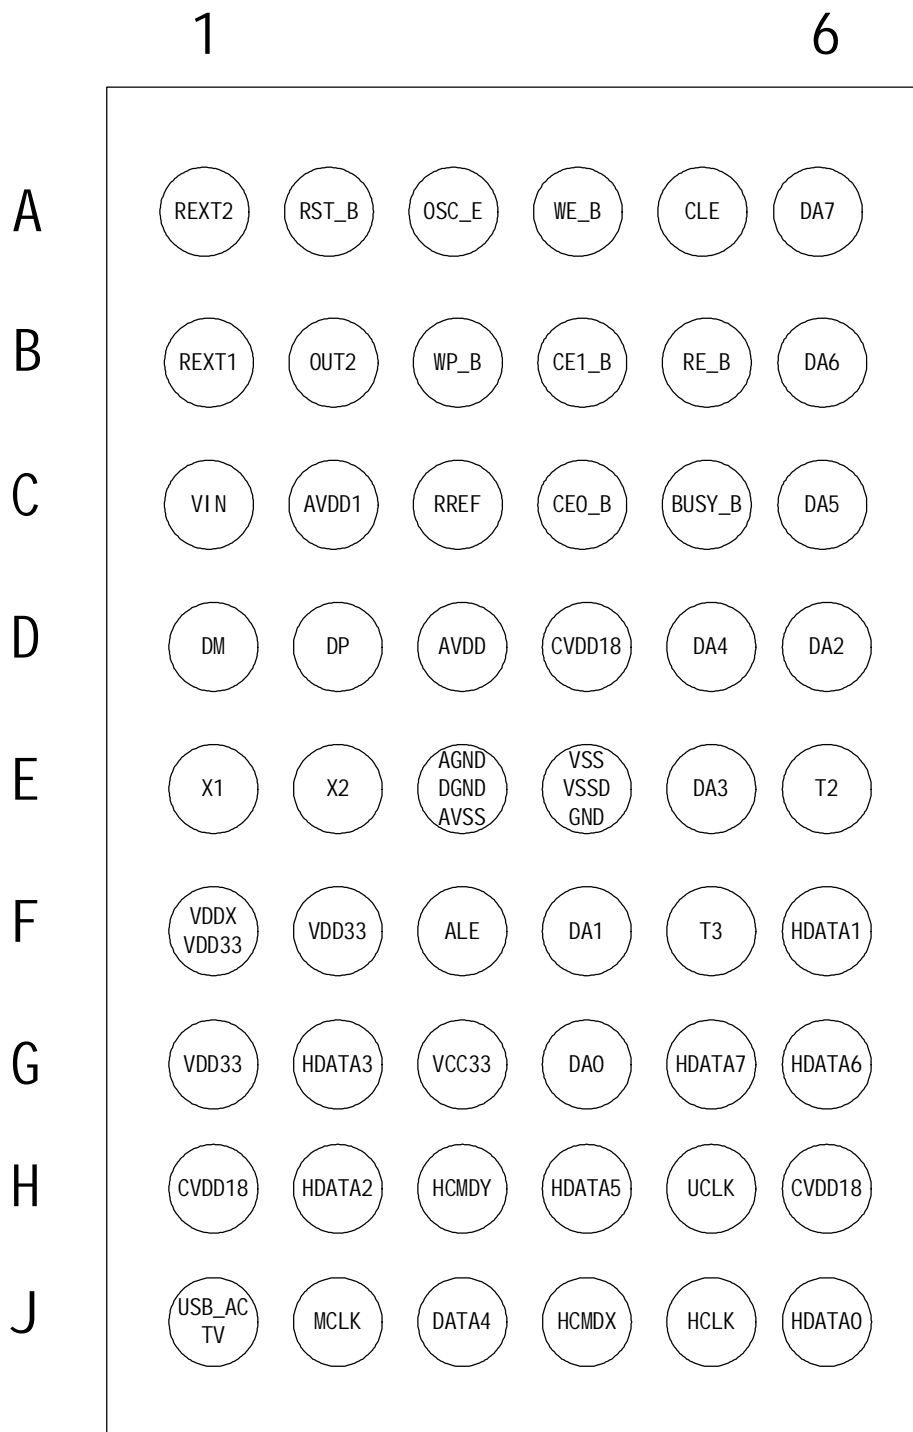 1 6
A REXT2 RST_B OSC_E WE_B CLE DA7
B REXT1 OUT2 WP_B CE1_B RE_B DA6
C VIN AVDD1 RREF CE0_B BUSY_B DA5
D DM DP AVDD CVDD18 DA4 DA2
E X1 X2 AGND DGND AVSS VSS VSSD GND DA3 T2
F VDDX VDD33 VDD33 ALE DA1 T3 HDATA1
G VDD33 HDATA3 VCC33 DA0 HDATA7 HDATA6
H CVDD18 HDATA2 HCMDY HDATA5 UCLK CVDD18
J USB_AC TV MCLK DATA4 HCMDX HCLK HDATA0